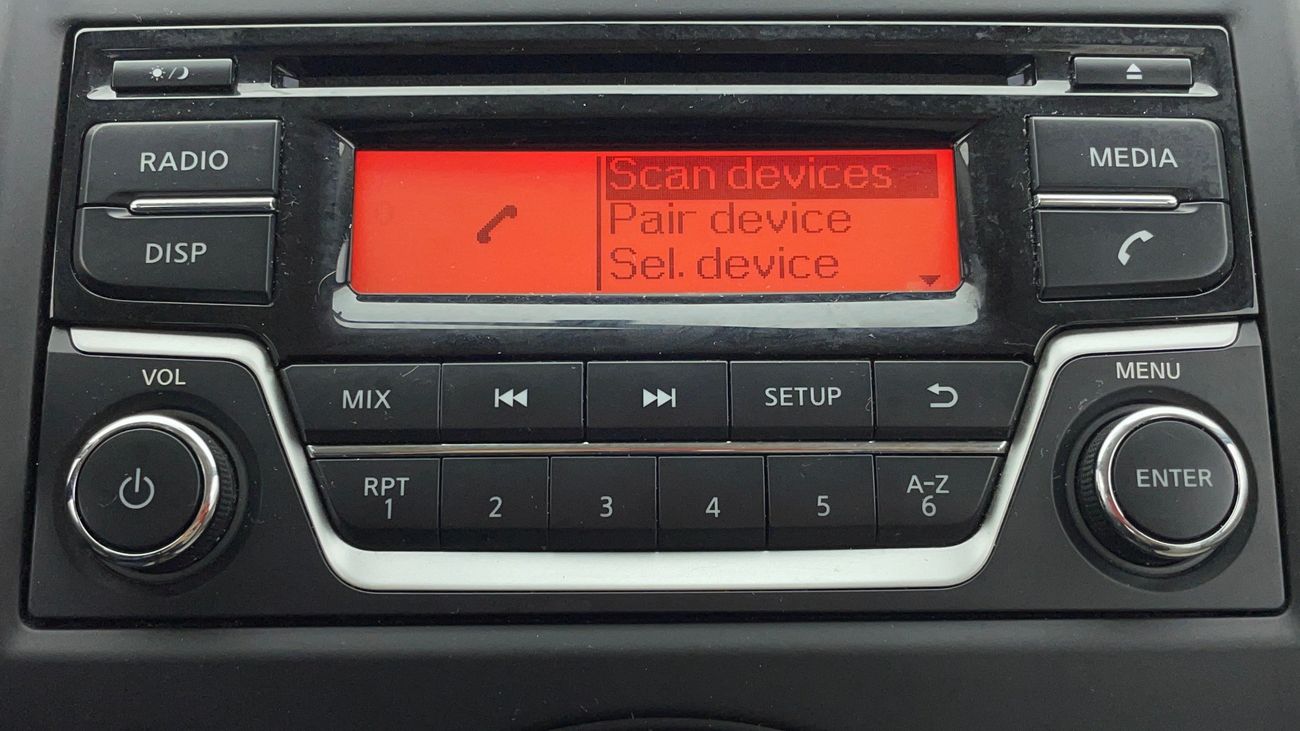 RADIO
DISP
Scan devices
Pair device
Sel. device
MEDIA
VOL
MENU
MIX
SETUP
RPT
1
2
3
4
5
A-Z
6
ENTER